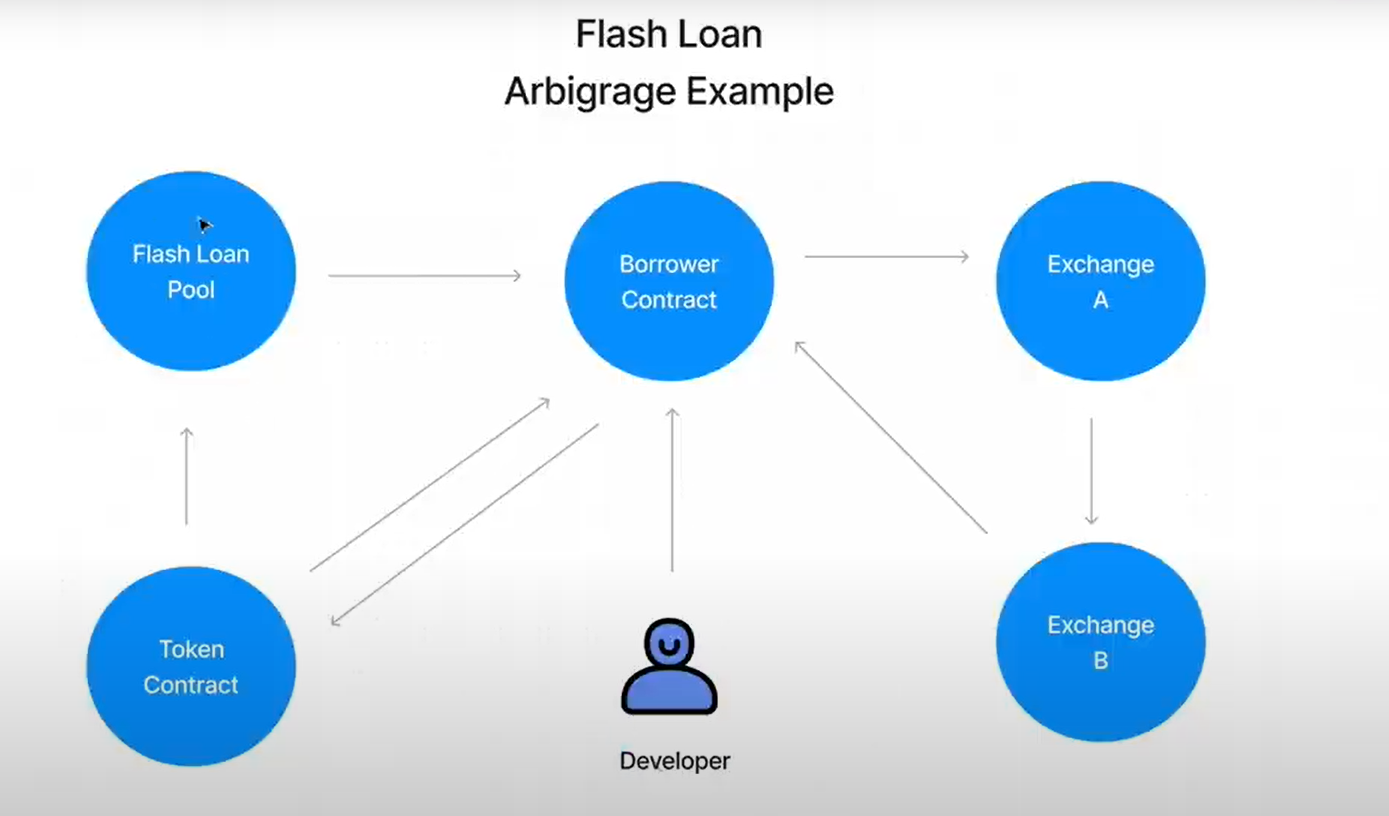 Flash Loan
Arbigrage Example
Flash Loan
Pool
Borrower
Contract
Exchange
A
Token
Contract
Exchange
B
Developer